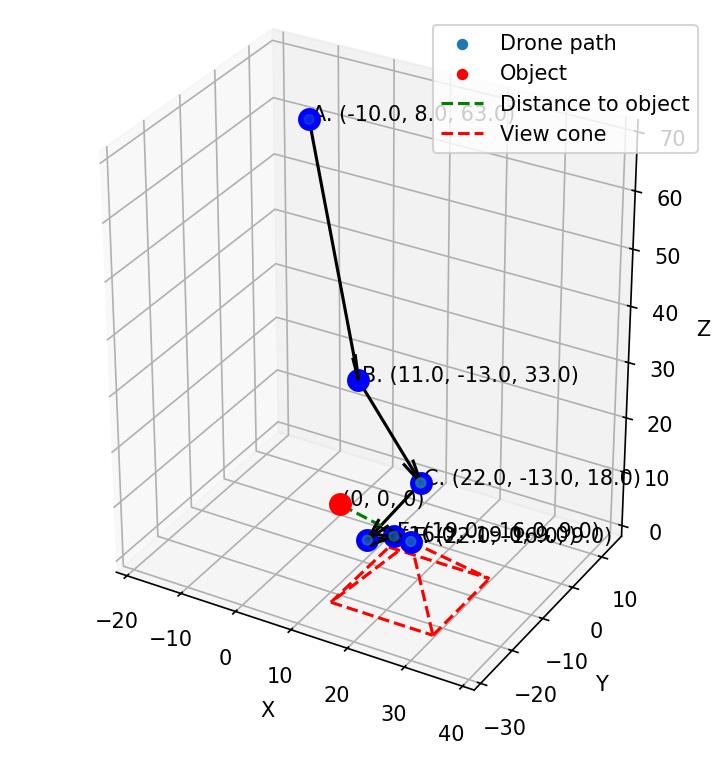 Drone path
Object
Distance to object
View cone
A. (-10.0, 8.0, 63.0)
B. (11.0, -13.0, 33.0)
C. (22.0, -13.0, 18.0)
(0, 0, 0)
70
60
50
40
30
20
10
0
Z
−20
−10
0
10
20
30
40
X
10
0
−10
−20
−30
Y